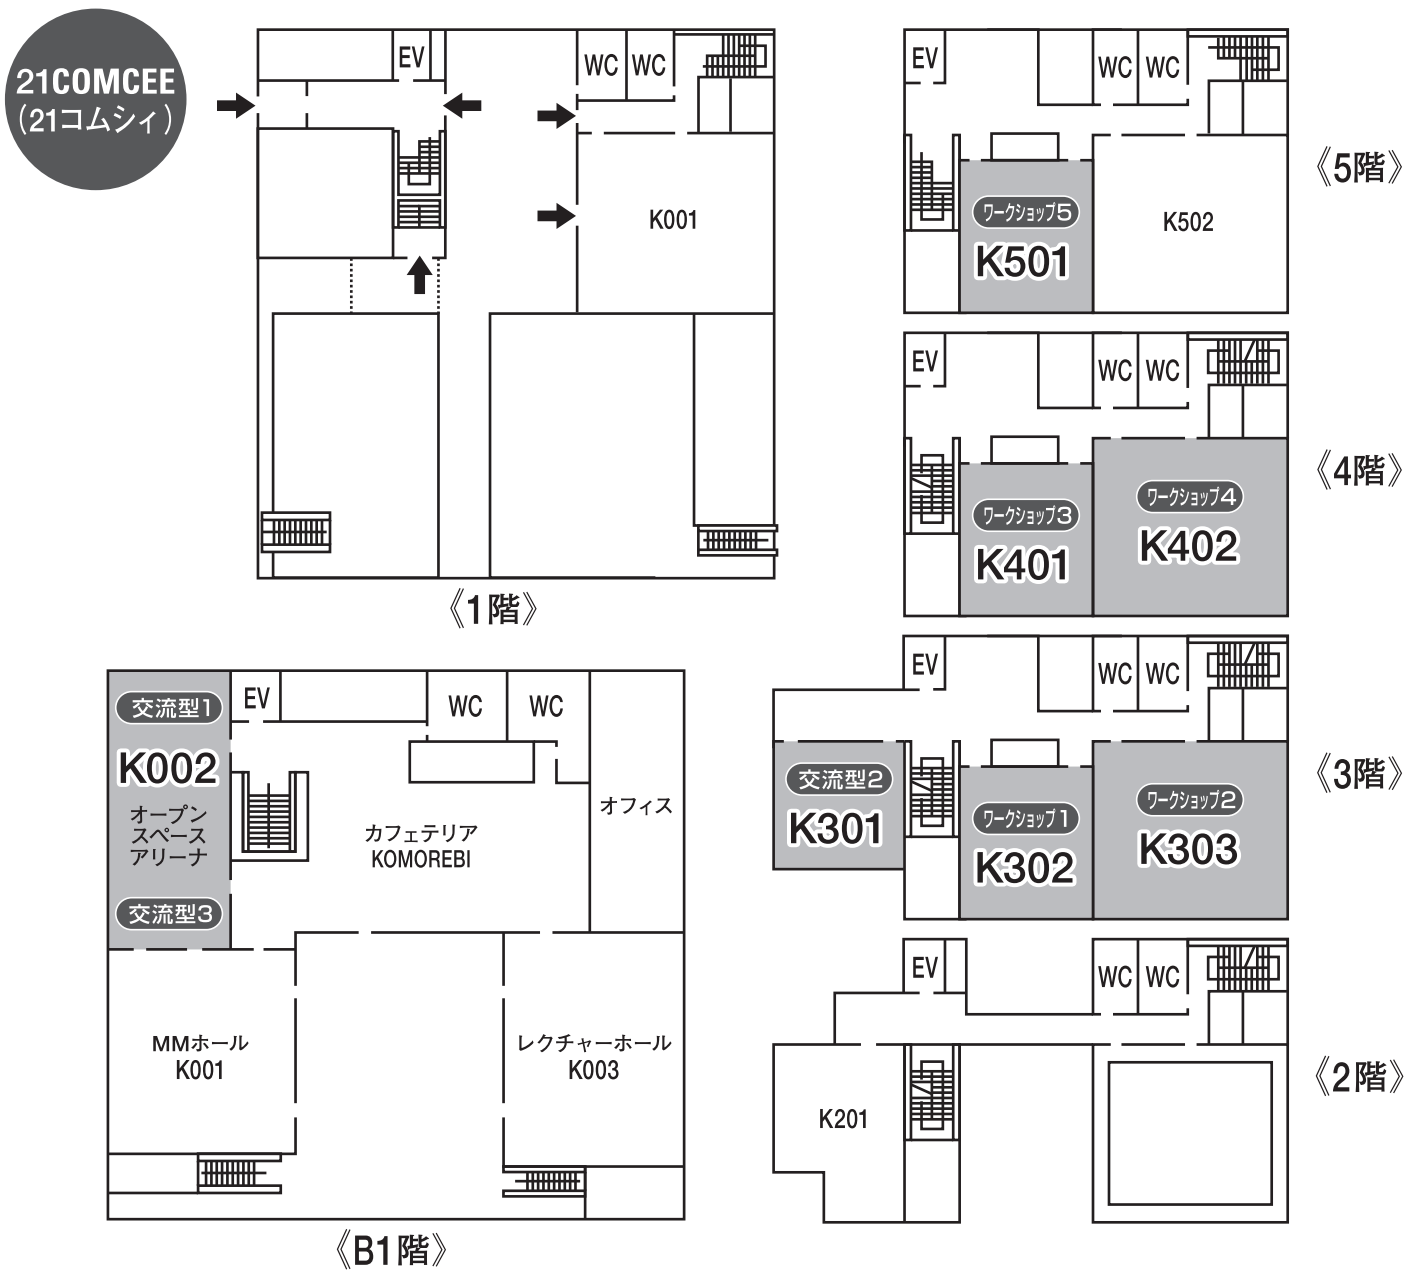 21COMCEE
(21コムシィ)
EV
WC
WC
K001
《1階》
EV
WC
WC
ワークショップ5
K501
K502
《5階》
EV
WC
WC
ワークショップ3
K401
ワークショップ4
K402
《4階》
EV
WC
WC
交流型2
K301
ワークショップ1
K302
ワークショップ2
K303
《3階》
EV
WC
WC
K201
《2階》
交流型1
K002
オープン
スペース
アリーナ
交流型3
EV
WC
WC
オフィス
カフェテリア
KOMOREBI
MMホール
K001
レクチャーホール
K003
《B1階》